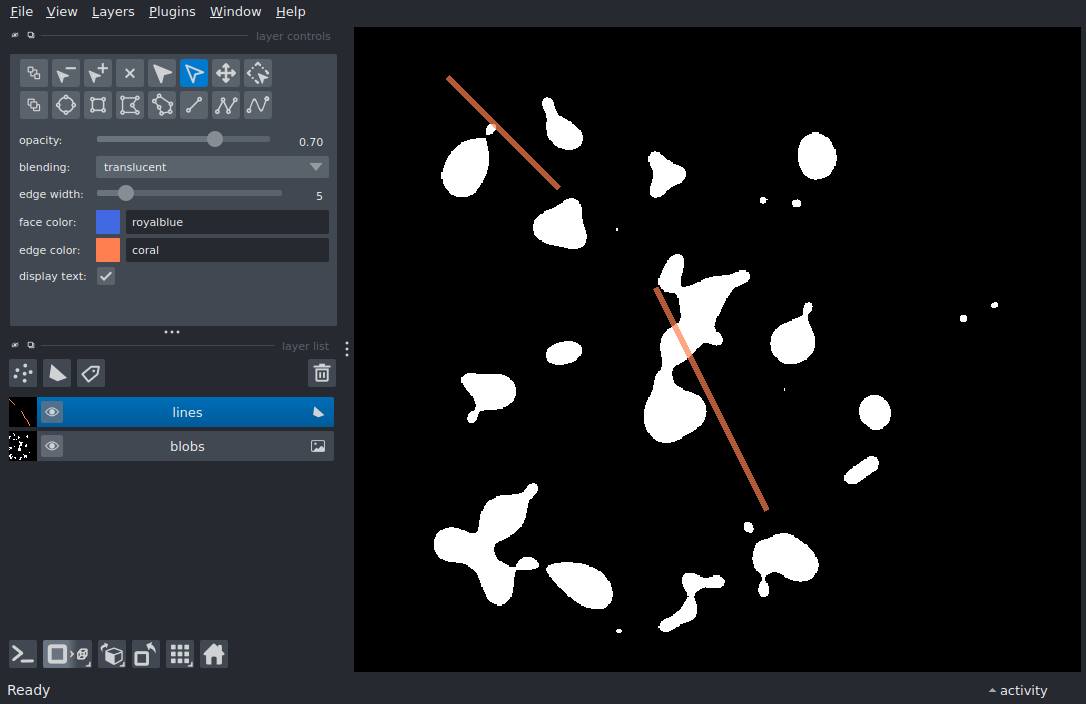 File View Layers Plugins Window Help
layer controls
opacity: 0.70
blending: translucent
edge width: 5
face color: royalblue
edge color: coral
display text:
layer list
lines
blobs
Ready
activity